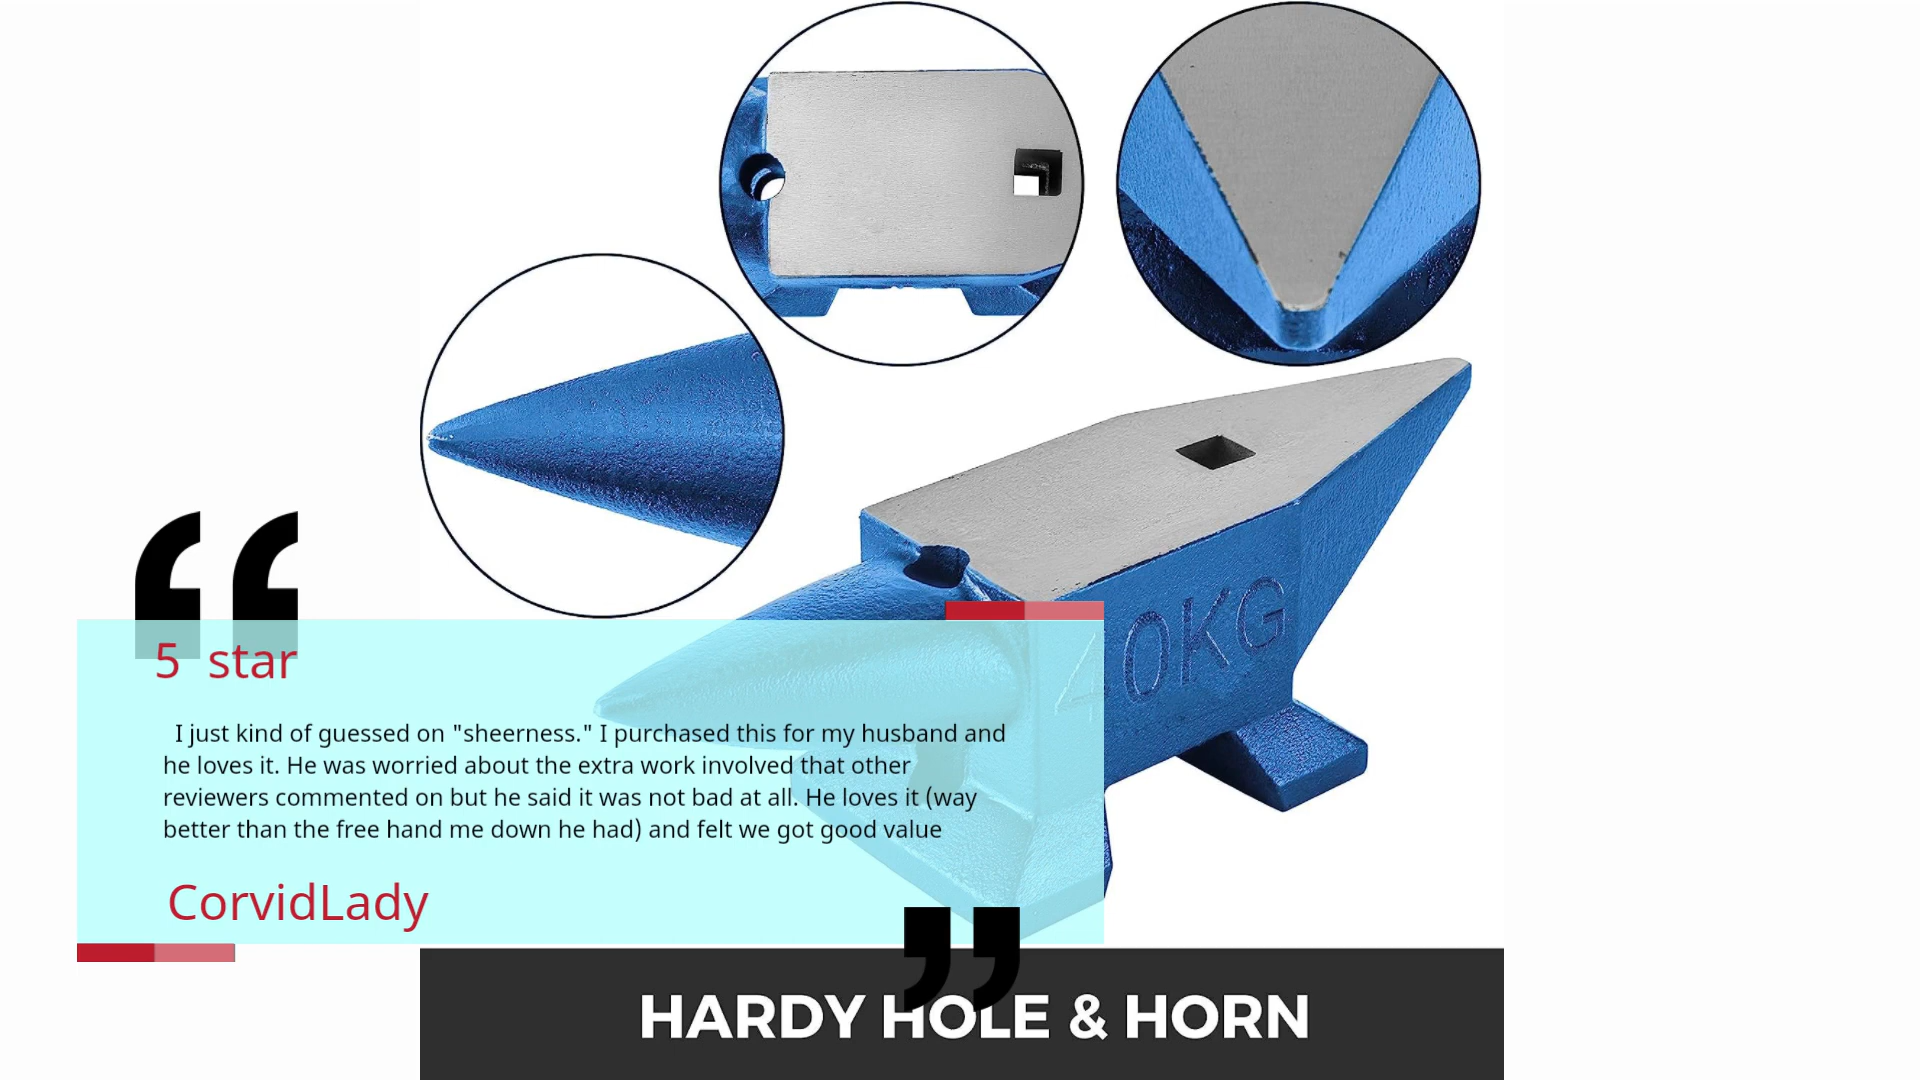 40KG
5 star
I just kind of guessed on "sheerness." I purchased this for my husband and
he loves it. He was worried about the extra work involved that other
reviewers commented on but he said it was not bad at all. He loves it (way
better than the free hand me down he had) and felt we got good value
CorvidLady
HARDY HOLE & HORN